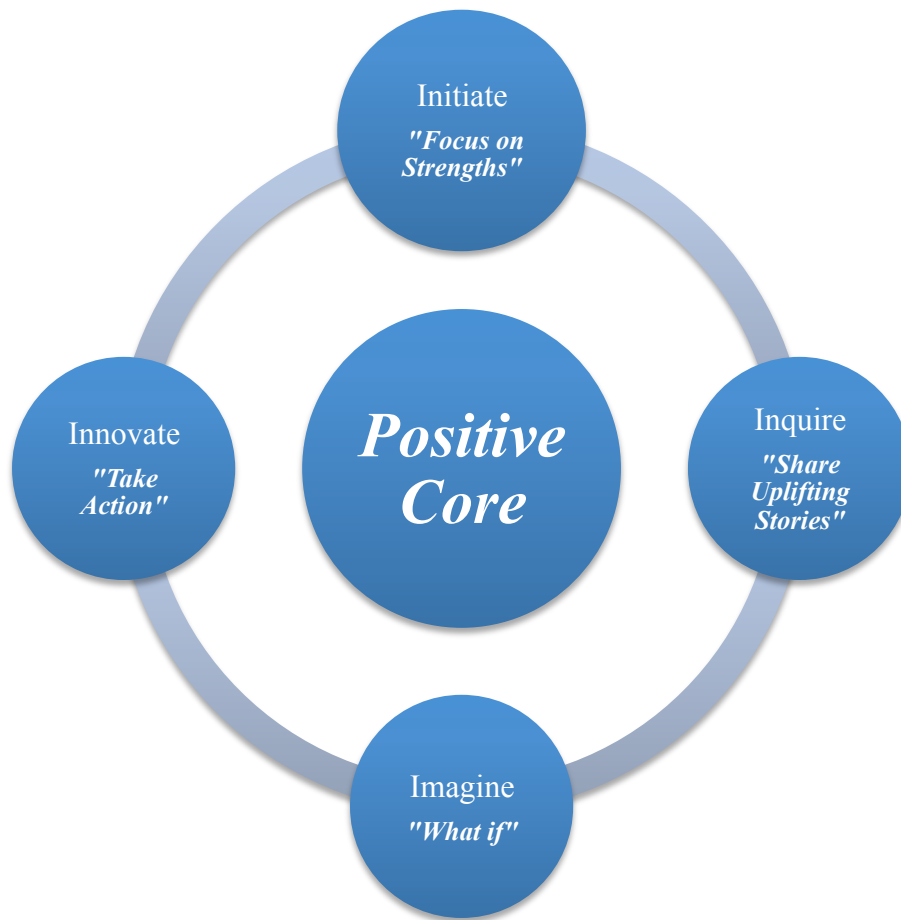 Initiate
"Focus on
Strengths"
Innovate
"Take
Action"
Positive
Core
Inquire
"Share
Uplifting
Stories"
Imagine
"What if"